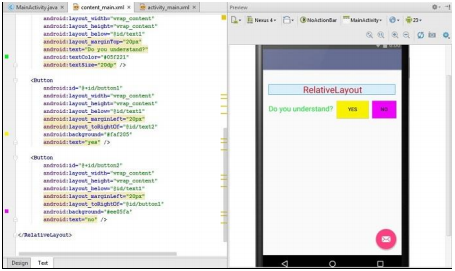 MainActivity.java × content_main.xml × activity_main.xml ×
android:layout_width="wrap_content"
android:layout_height="wrap_content"
android:layout_below="@id/text1"
android:layout_marginTop="20px"
android:text="Do you understand?"
android:textColor="#05f221"
android:textSize="20dp" />
<Button
android:id="@+id/button1"
android:layout_width="wrap_content"
android:layout_height="wrap_content"
android:layout_below="@id/text1"
android:layout_marginLeft="20px"
android:layout_toRightOf="@id/text2"
android:background="#faf205"
android:text="yes" />
<Button
android:id="@+id/button2"
android:layout_width="wrap_content"
android:layout_height="wrap_content"
android:layout_below="@id/text1"
android:layout_marginLeft="20px"
android:layout_toRightOf="@id/button1"
android:background="#ee05fa"
android:text="no" />
</RelativeLayout>
Design Text
Preview
Nexus 4 NoActionBar MainActivity 23
RelativeLayout
Do you understand? YES NO